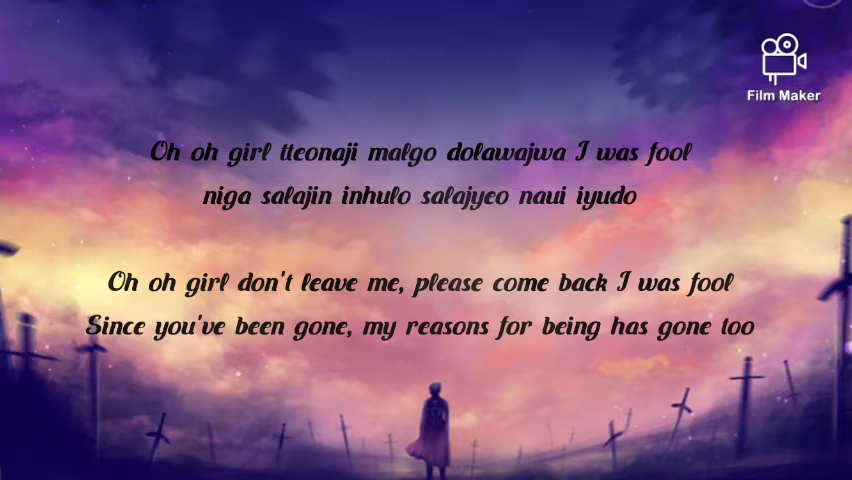 Film Maker
Oh oh girl tteonaji malgo dolawajwa I was fool
niga salajin inhulo salajyeo naui iyudo
Oh oh girl don't leave me, please come back I was fool
Since you've been gone, my reasons for being has gone too